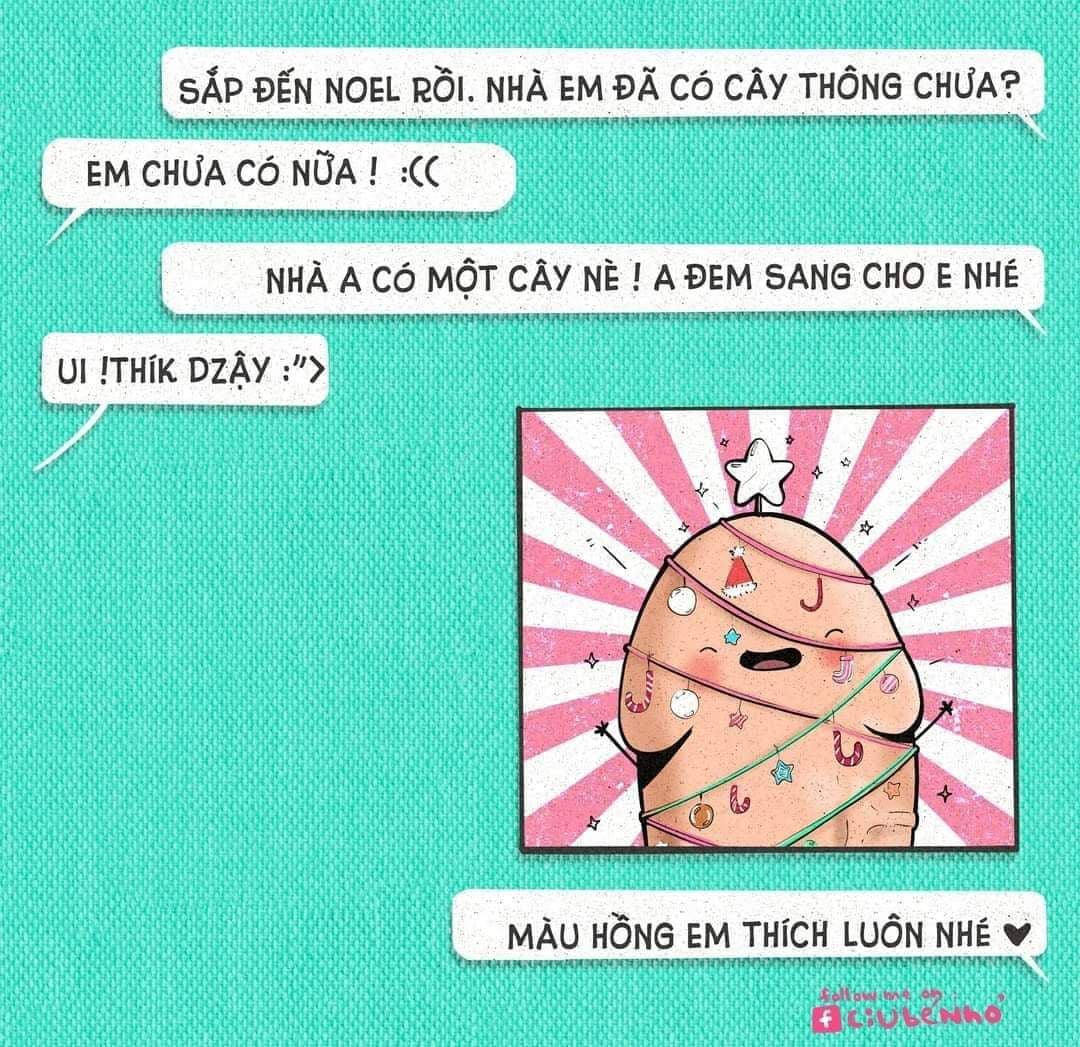 SẮP ĐẾN NOEL RỒI. NHÀ EM ĐÃ CÓ CÂY THÔNG CHƯA?
EM CHƯA CÓ NỮA ! :((
NHÀ A CÓ MỘT CÂY NÈ ! A ĐEM SANG CHO E NHÉ
UI !THÍK DZẬY :”>
MÀU HỒNG EM THÍCH LUÔN NHÉ ♥
follow me on
f ciubenho